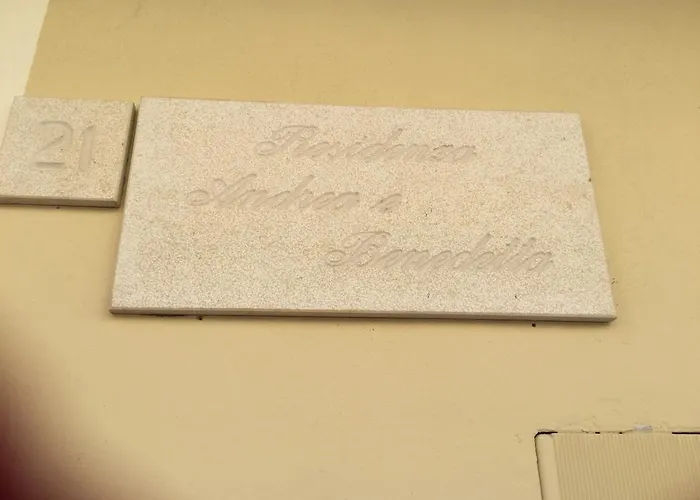 21
Residenza
Andrea e
Benedetta